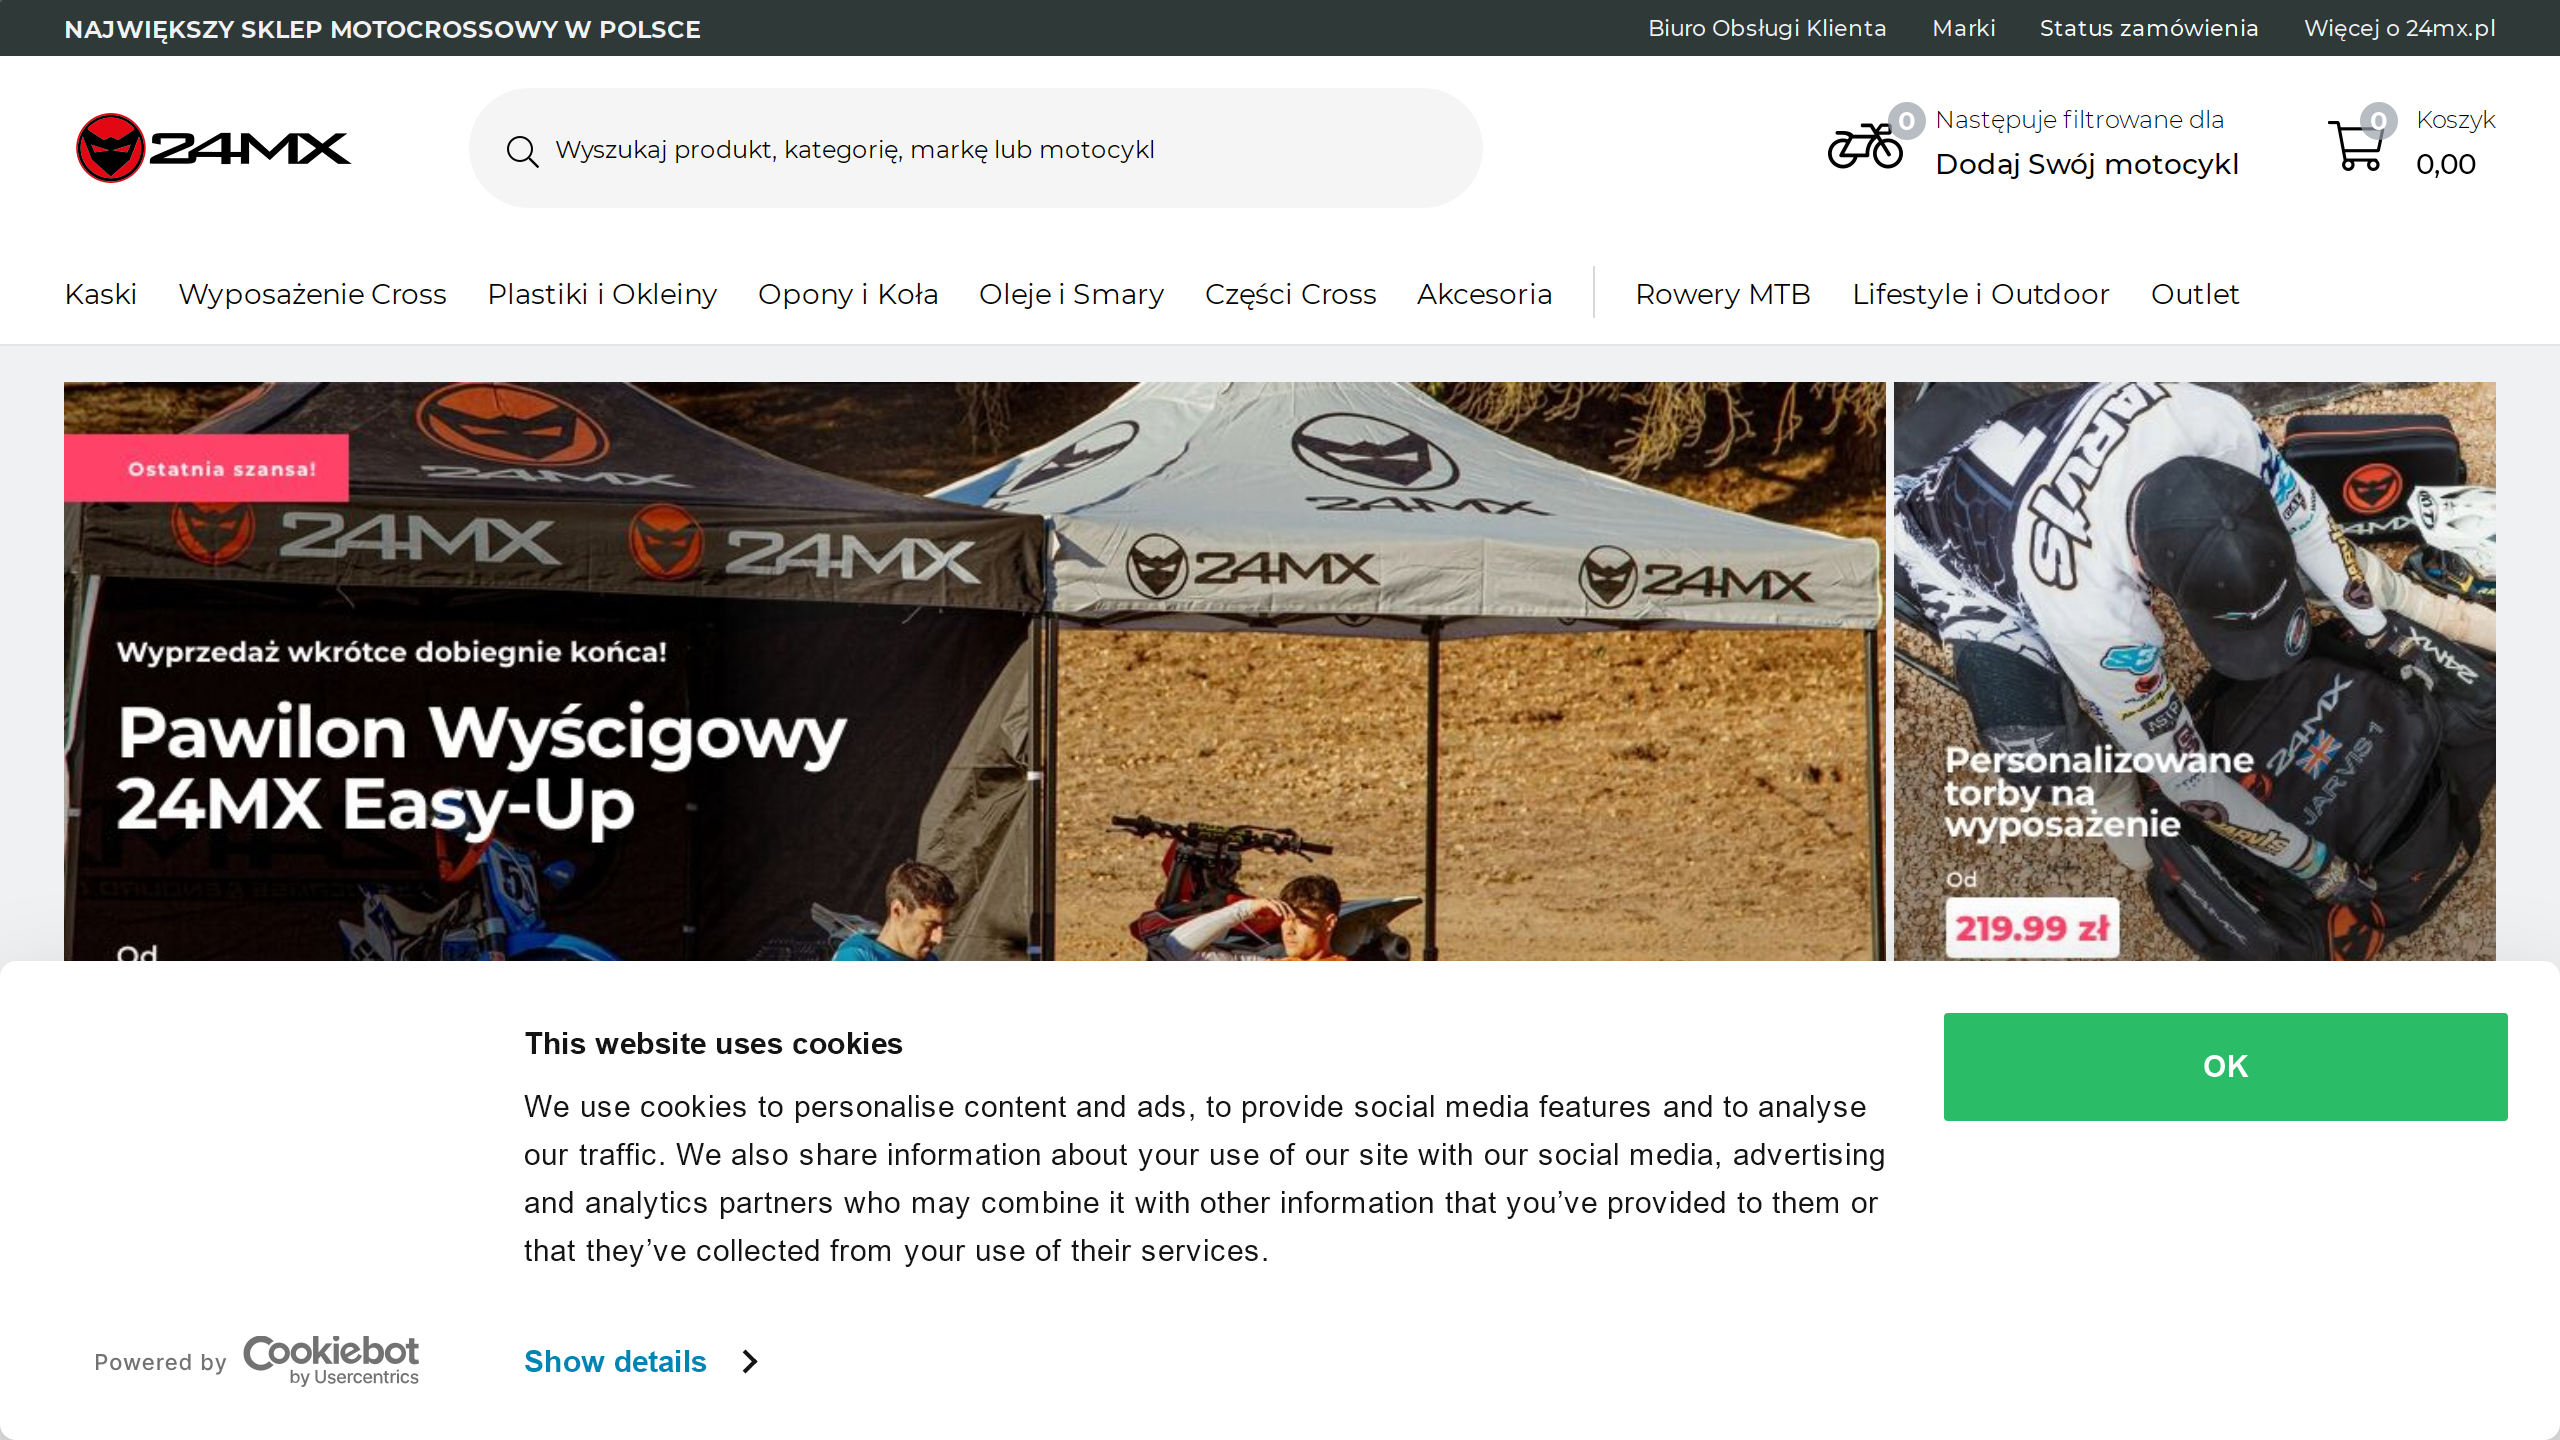 NAJWIĘKSZY SKLEP MOTOCROSSOWY W POLSCE
Biuro Obsługi Klienta
Marki
Status zamówienia
Więcej o 24mx.pl
24MX
Wyszukaj produkt, kategorię, markę lub motocykl
0
Następuje filtrowane dla
Dodaj Swój motocykl
0
Koszyk
0,00
Kaski
Wyposażenie Cross
Plastiki i Okleiny
Opony i Koła
Oleje i Smary
Części Cross
Akcesoria
Rowery MTB
Lifestyle i Outdoor
Outlet
Ostatnia szansa!
24MX
24MX
24MX
24MX
24MX
24MX
Wyprzedaż wkrótce dobiegnie końca!
Pawilon Wyścigowy
24MX Easy-Up
Od
JARVIS
24MX
24MX
24MX
JARVIS 1
Personalizowane
torby na
wyposażenie
Od
219.99 zł
This website uses cookies
We use cookies to personalise content and ads, to provide social media features and to analyse
our traffic. We also share information about your use of our site with our social media, advertising
and analytics partners who may combine it with other information that you’ve provided to them or
that they’ve collected from your use of their services.
OK
Powered by Cookiebot
by Usercentrics
Show details